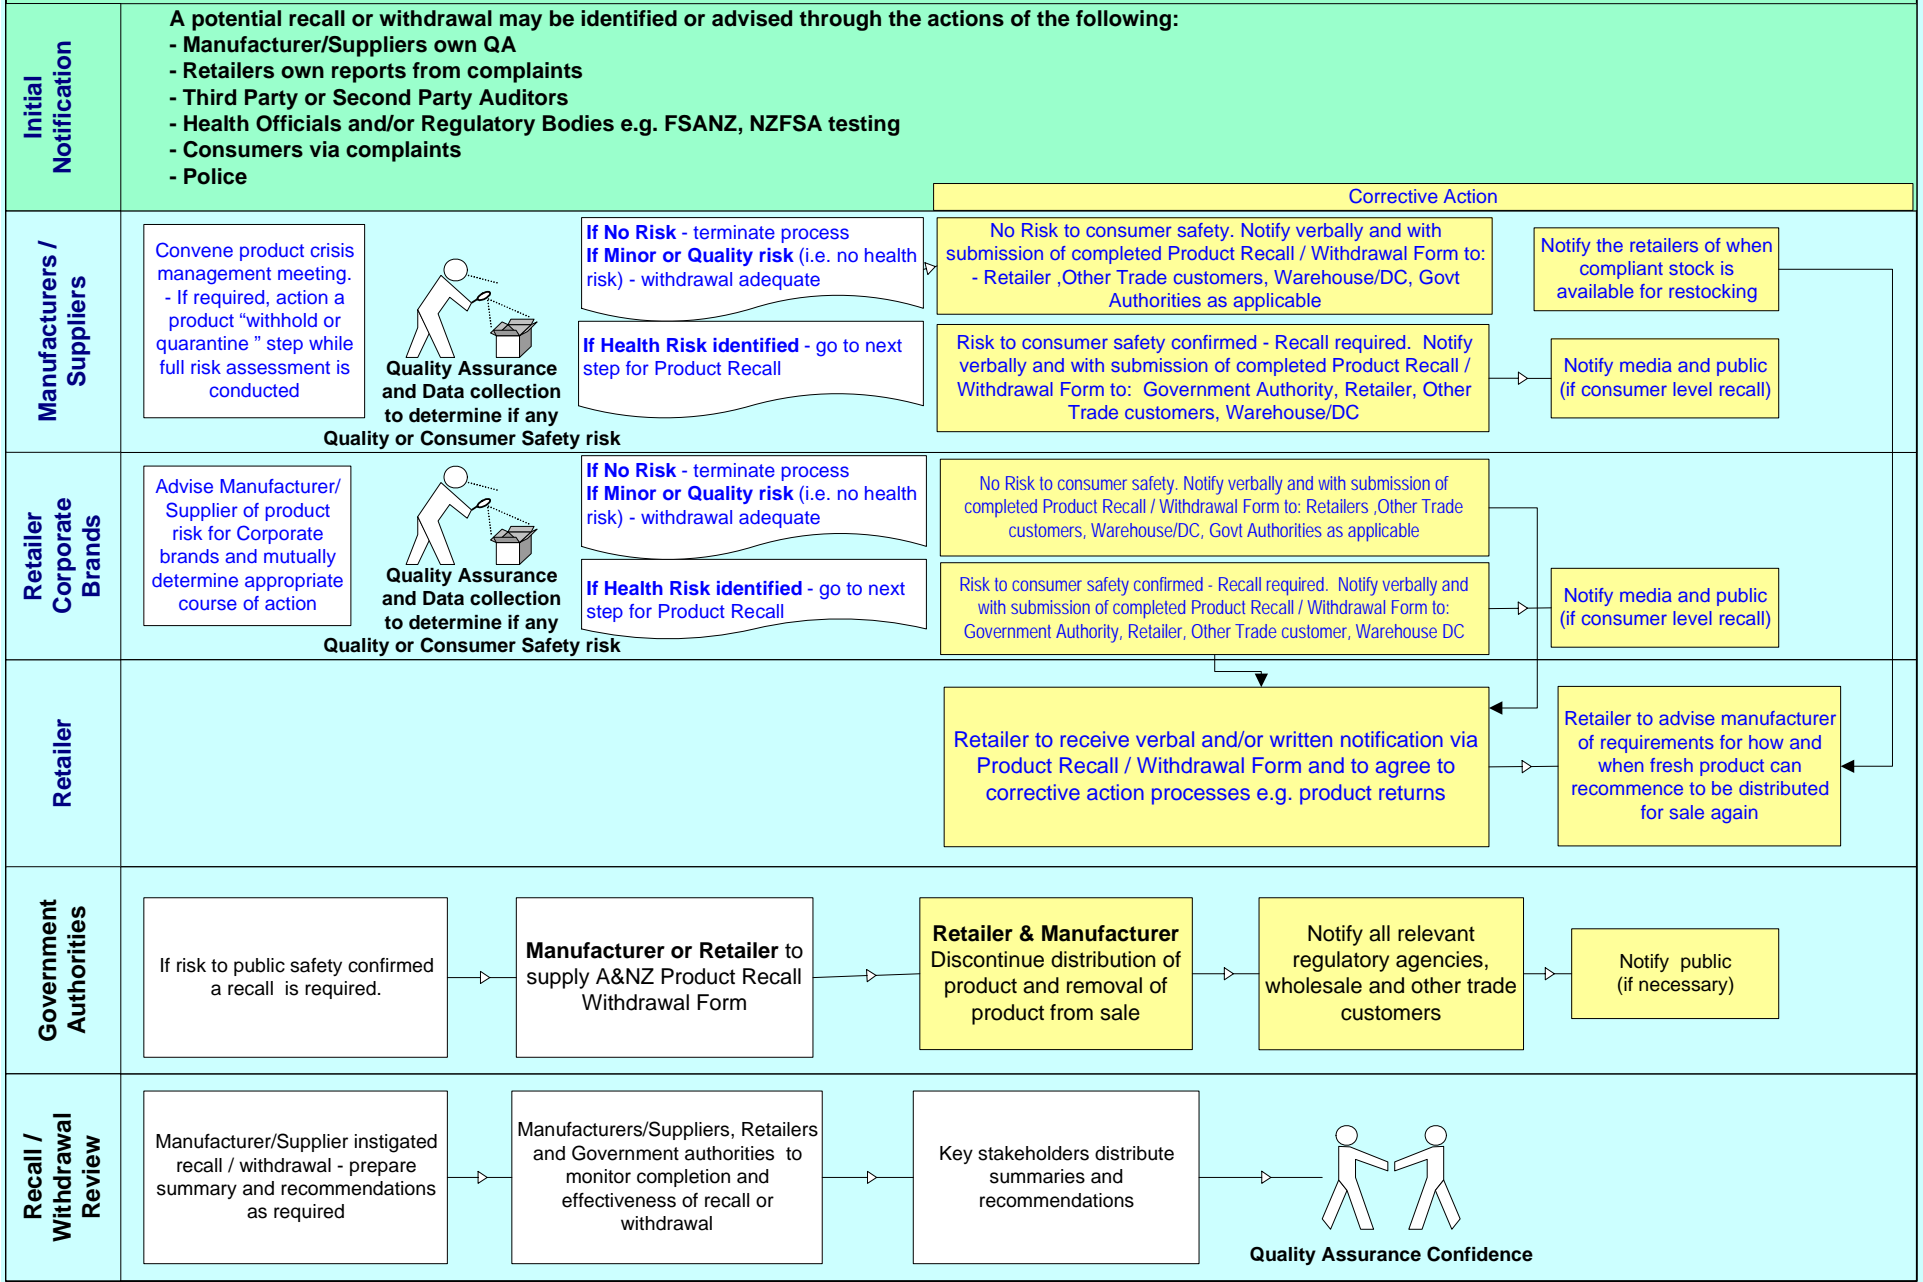 A potential recall or withdrawal may be identified or advised through the actions of the following:
- Manufacturer/Suppliers own QA
- Retailers own reports from complaints
- Third Party or Second Party Auditors
- Health Officials and/or Regulatory Bodies e.g. FSANZ, NZFSA testing
- Consumers via complaints
- Police
Initial
Notification
Corrective Action
Manufacturers /
Suppliers
Convene product crisis
management meeting.
- If required, action a
product “withhold or
quarantine ” step while
full risk assessment is
conducted
Quality Assurance
and Data collection
to determine if any
Quality or Consumer Safety risk
If No Risk - terminate process
If Minor or Quality risk (i.e. no health
risk) - withdrawal adequate
If Health Risk identified - go to next
step for Product Recall
No Risk to consumer safety. Notify verbally and with
submission of completed Product Recall / Withdrawal Form to:
- Retailer ,Other Trade customers, Warehouse/DC, Govt
Authorities as applicable
Risk to consumer safety confirmed - Recall required.  Notify
verbally and with submission of completed Product Recall /
Withdrawal Form to:  Government Authority, Retailer, Other
Trade customers, Warehouse/DC
Notify the retailers of when
compliant stock is
available for restocking
Notify media and public
(if consumer level recall)
Retailer
Corporate
Brands
Advise Manufacturer/
Supplier of product
risk for Corporate
brands and mutually
determine appropriate
course of action
Quality Assurance
and Data collection
to determine if any
Quality or Consumer Safety risk
If No Risk - terminate process
If Minor or Quality risk (i.e. no health
risk) - withdrawal adequate
If Health Risk identified - go to next
step for Product Recall
No Risk to consumer safety. Notify verbally and with submission of
completed Product Recall / Withdrawal Form to: Retailers ,Other Trade
customers, Warehouse/DC, Govt Authorities as applicable
Risk to consumer safety confirmed - Recall required.  Notify verbally and
with submission of completed Product Recall / Withdrawal Form to:
Government Authority, Retailer, Other Trade customer, Warehouse DC
Notify media and public
(if consumer level recall)
Retailer
Retailer to receive verbal and/or written notification via
Product Recall / Withdrawal Form and to agree to
corrective action processes e.g. product returns
Retailer to advise manufacturer
of requirements for how and
when fresh product can
recommence to be distributed
for sale again
Government
Authorities
If risk to public safety confirmed
a recall  is required.
Manufacturer or Retailer to
supply A&NZ Product Recall
Withdrawal Form
Retailer & Manufacturer
Discontinue distribution of
product and removal of
product from sale
Notify all relevant
regulatory agencies,
wholesale and other trade
customers
Notify  public
(if necessary)
Recall /
Withdrawal
Review
Manufacturer/Supplier instigated
recall / withdrawal - prepare
summary and recommendations
as required
Manufacturers/Suppliers, Retailers
and Government authorities  to
monitor completion and
effectiveness of recall or
withdrawal
Key stakeholders distribute
summaries and
recommendations
Quality Assurance Confidence